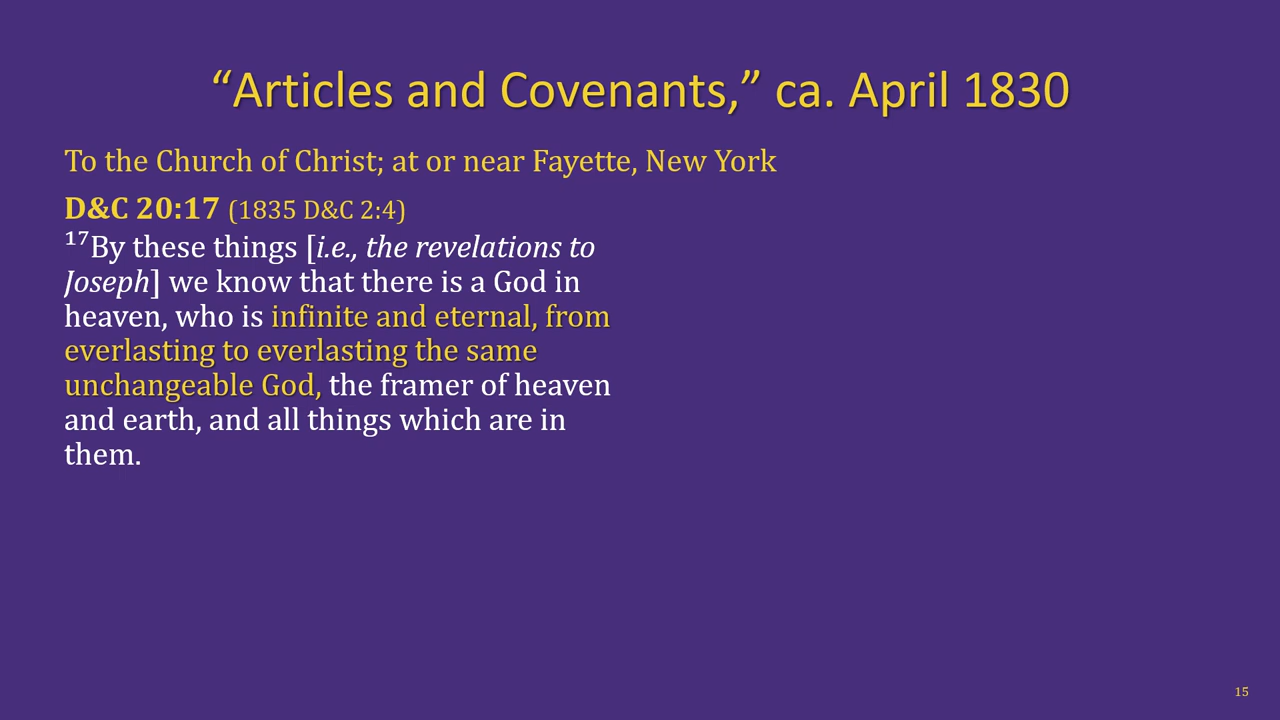 “Articles and Covenants,” ca. April 1830
To the Church of Christ; at or near Fayette, New York
D&C 20:17 (1835 D&C 2:4)
¹⁷By these things [i.e., the revelations to
Joseph] we know that there is a God in
heaven, who is infinite and eternal, from
everlasting to everlasting the same
unchangeable God, the framer of heaven
and earth, and all things which are in
them.
15